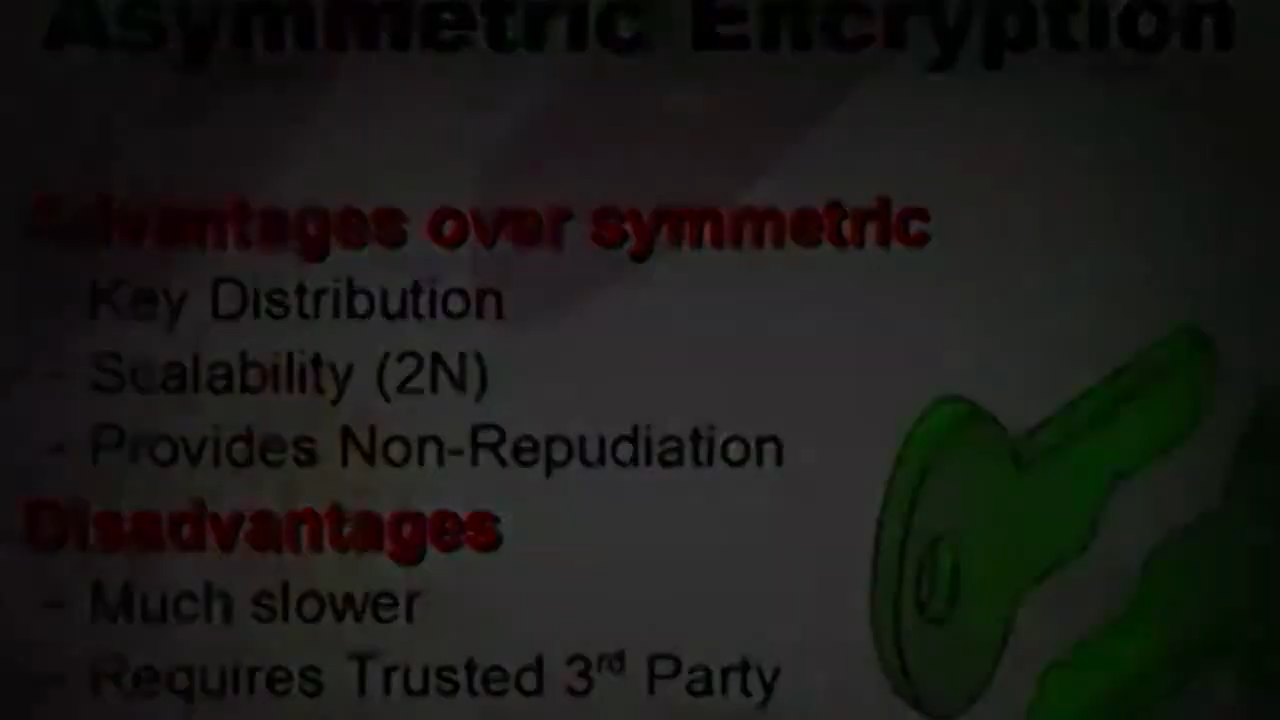 Asymmetric Encryption
Advantages over symmetric
- Key Distribution
- Scalability (2N)
- Provides Non-Repudiation
Disadvantages
- Much slower
- Requires Trusted 3rd Party